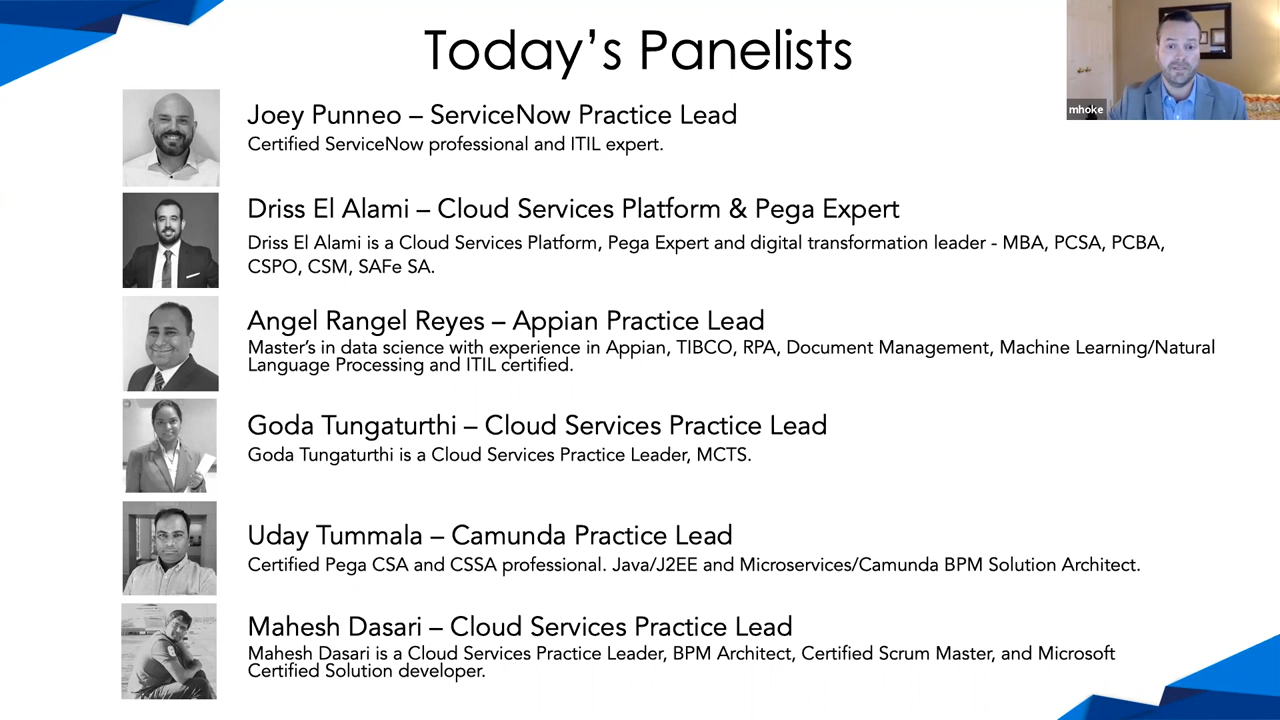 Today’s Panelists
mhoke
Joey Punneo – ServiceNow Practice Lead
Certified ServiceNow professional and ITIL expert.
Driss El Alami – Cloud Services Platform & Pega Expert
Driss El Alami is a Cloud Services Platform, Pega Expert and digital transformation leader - MBA, PCSA, PCBA,
CSPO, CSM, SAFe SA.
Angel Rangel Reyes – Appian Practice Lead
Master’s in data science with experience in Appian, TIBCO, RPA, Document Management, Machine Learning/Natural
Language Processing and ITIL certified.
Goda Tungaturthi – Cloud Services Practice Lead
Goda Tungaturthi is a Cloud Services Practice Leader, MCTS.
Uday Tummala – Camunda Practice Lead
Certified Pega CSA and CSSA professional. Java/J2EE and Microservices/Camunda BPM Solution Architect.
Mahesh Dasari – Cloud Services Practice Lead
Mahesh Dasari is a Cloud Services Practice Leader, BPM Architect, Certified Scrum Master, and Microsoft
Certified Solution developer.